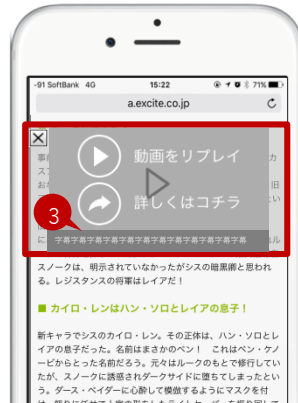 -91 SoftBank 4G 15:22 71%
a.excite.co.jp
動画をリプレイ
詳しくはコチラ
3
字幕字幕字幕字幕字幕字幕字幕字幕字幕字幕字幕
スノークは、明示されていなかったがシスの暗黒卿と思われ
る。レジスタンスの将軍はレイアだ！
■ カイロ・レンはハン・ソロとレイアの息子！
新キャラでシスのカイロ・レン。その正体は、ハン・ソロとレ
イアの息子だった。名前はまさかのベン！　これはベン・ケノ
ービからとった名前だろう。元々はルークのもとで修行してい
たが、スノークに誘惑されダークサイドに堕ちてしまったとい
う。ダース・ベイダーに心酔して模倣するようにマスクを付